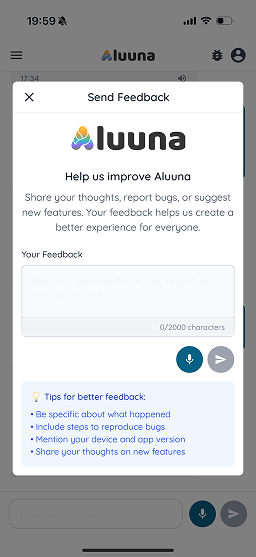 19:59
Aluuna
17:34
Send Feedback
Aluuna
Help us improve Aluuna
Share your thoughts, report bugs, or suggest
new features. Your feedback helps us create a
better experience for everyone.
Your Feedback
0/2000 characters
Tips for better feedback:
• Be specific about what happened
• Include steps to reproduce bugs
• Mention your device and app version
• Share your thoughts on new features